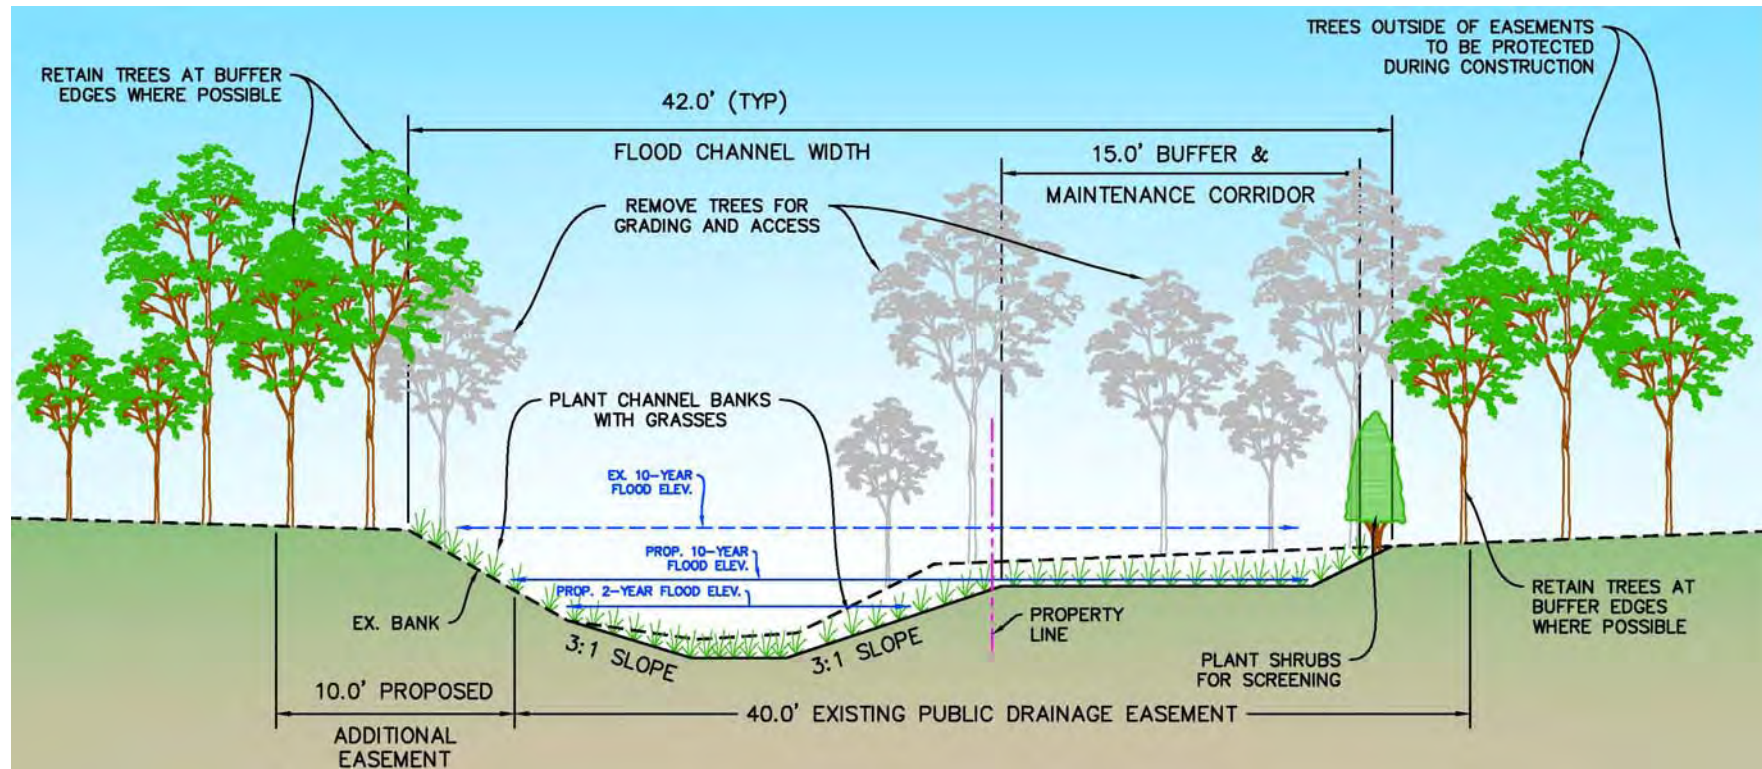 TREES OUTSIDE OF EASEMENTS
TO BE PROTECTED
DURING CONSTRUCTION
RETAIN TREES AT BUFFER
EDGES WHERE POSSIBLE
42.0' (TYP)
FLOOD CHANNEL WIDTH
15.0' BUFFER &
MAINTENANCE CORRIDOR
REMOVE TREES FOR
GRADING AND ACCESS
PLANT CHANNEL BANKS
WITH GRASSES
EX. 10-YEAR
FLOOD ELEV.
PROP. 10-YEAR
FLOOD ELEV.
PROP. 2-YEAR FLOOD ELEV.
EX. BANK
3:1 SLOPE
3:1 SLOPE
PROPERTY
LINE
RETAIN TREES AT
BUFFER EDGES
WHERE POSSIBLE
PLANT SHRUBS
FOR SCREENING
10.0' PROPOSED
ADDITIONAL
EASEMENT
40.0' EXISTING PUBLIC DRAINAGE EASEMENT